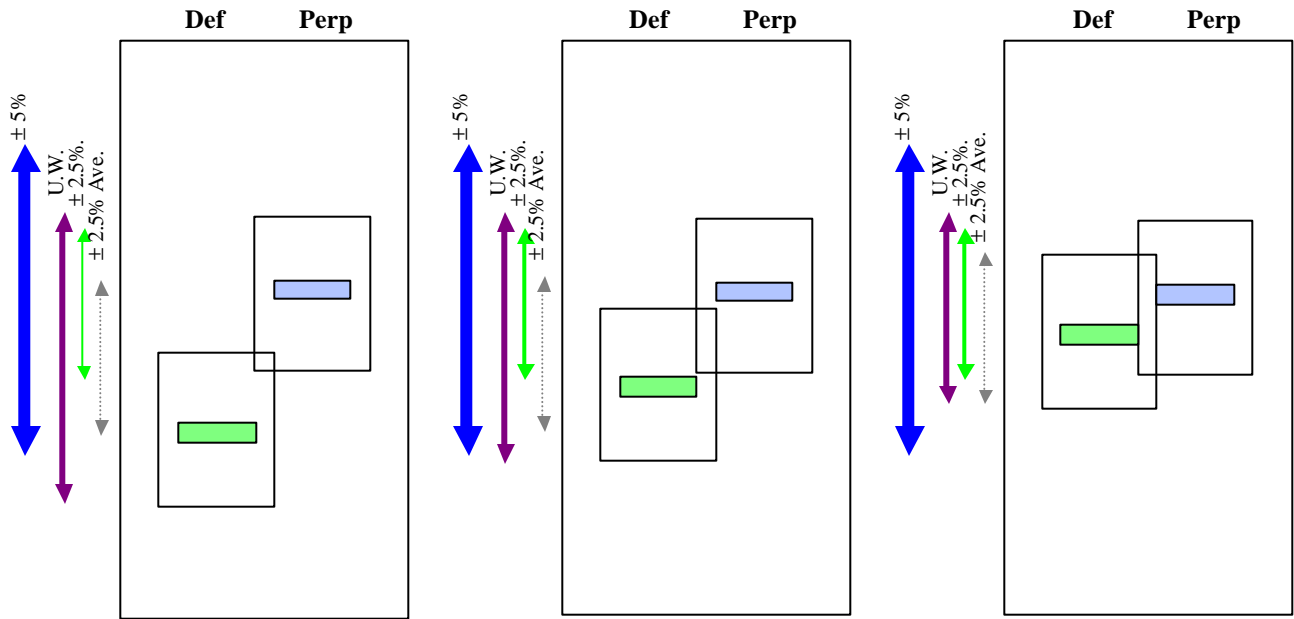 Def Perp
± 5%
U.W.
± 2.5%.
± 2.5% Ave.
Def Perp
± 5%
U.W.
± 2.5%.
± 2.5% Ave.
Def Perp
± 5%
U.W.
± 2.5%.
± 2.5% Ave.